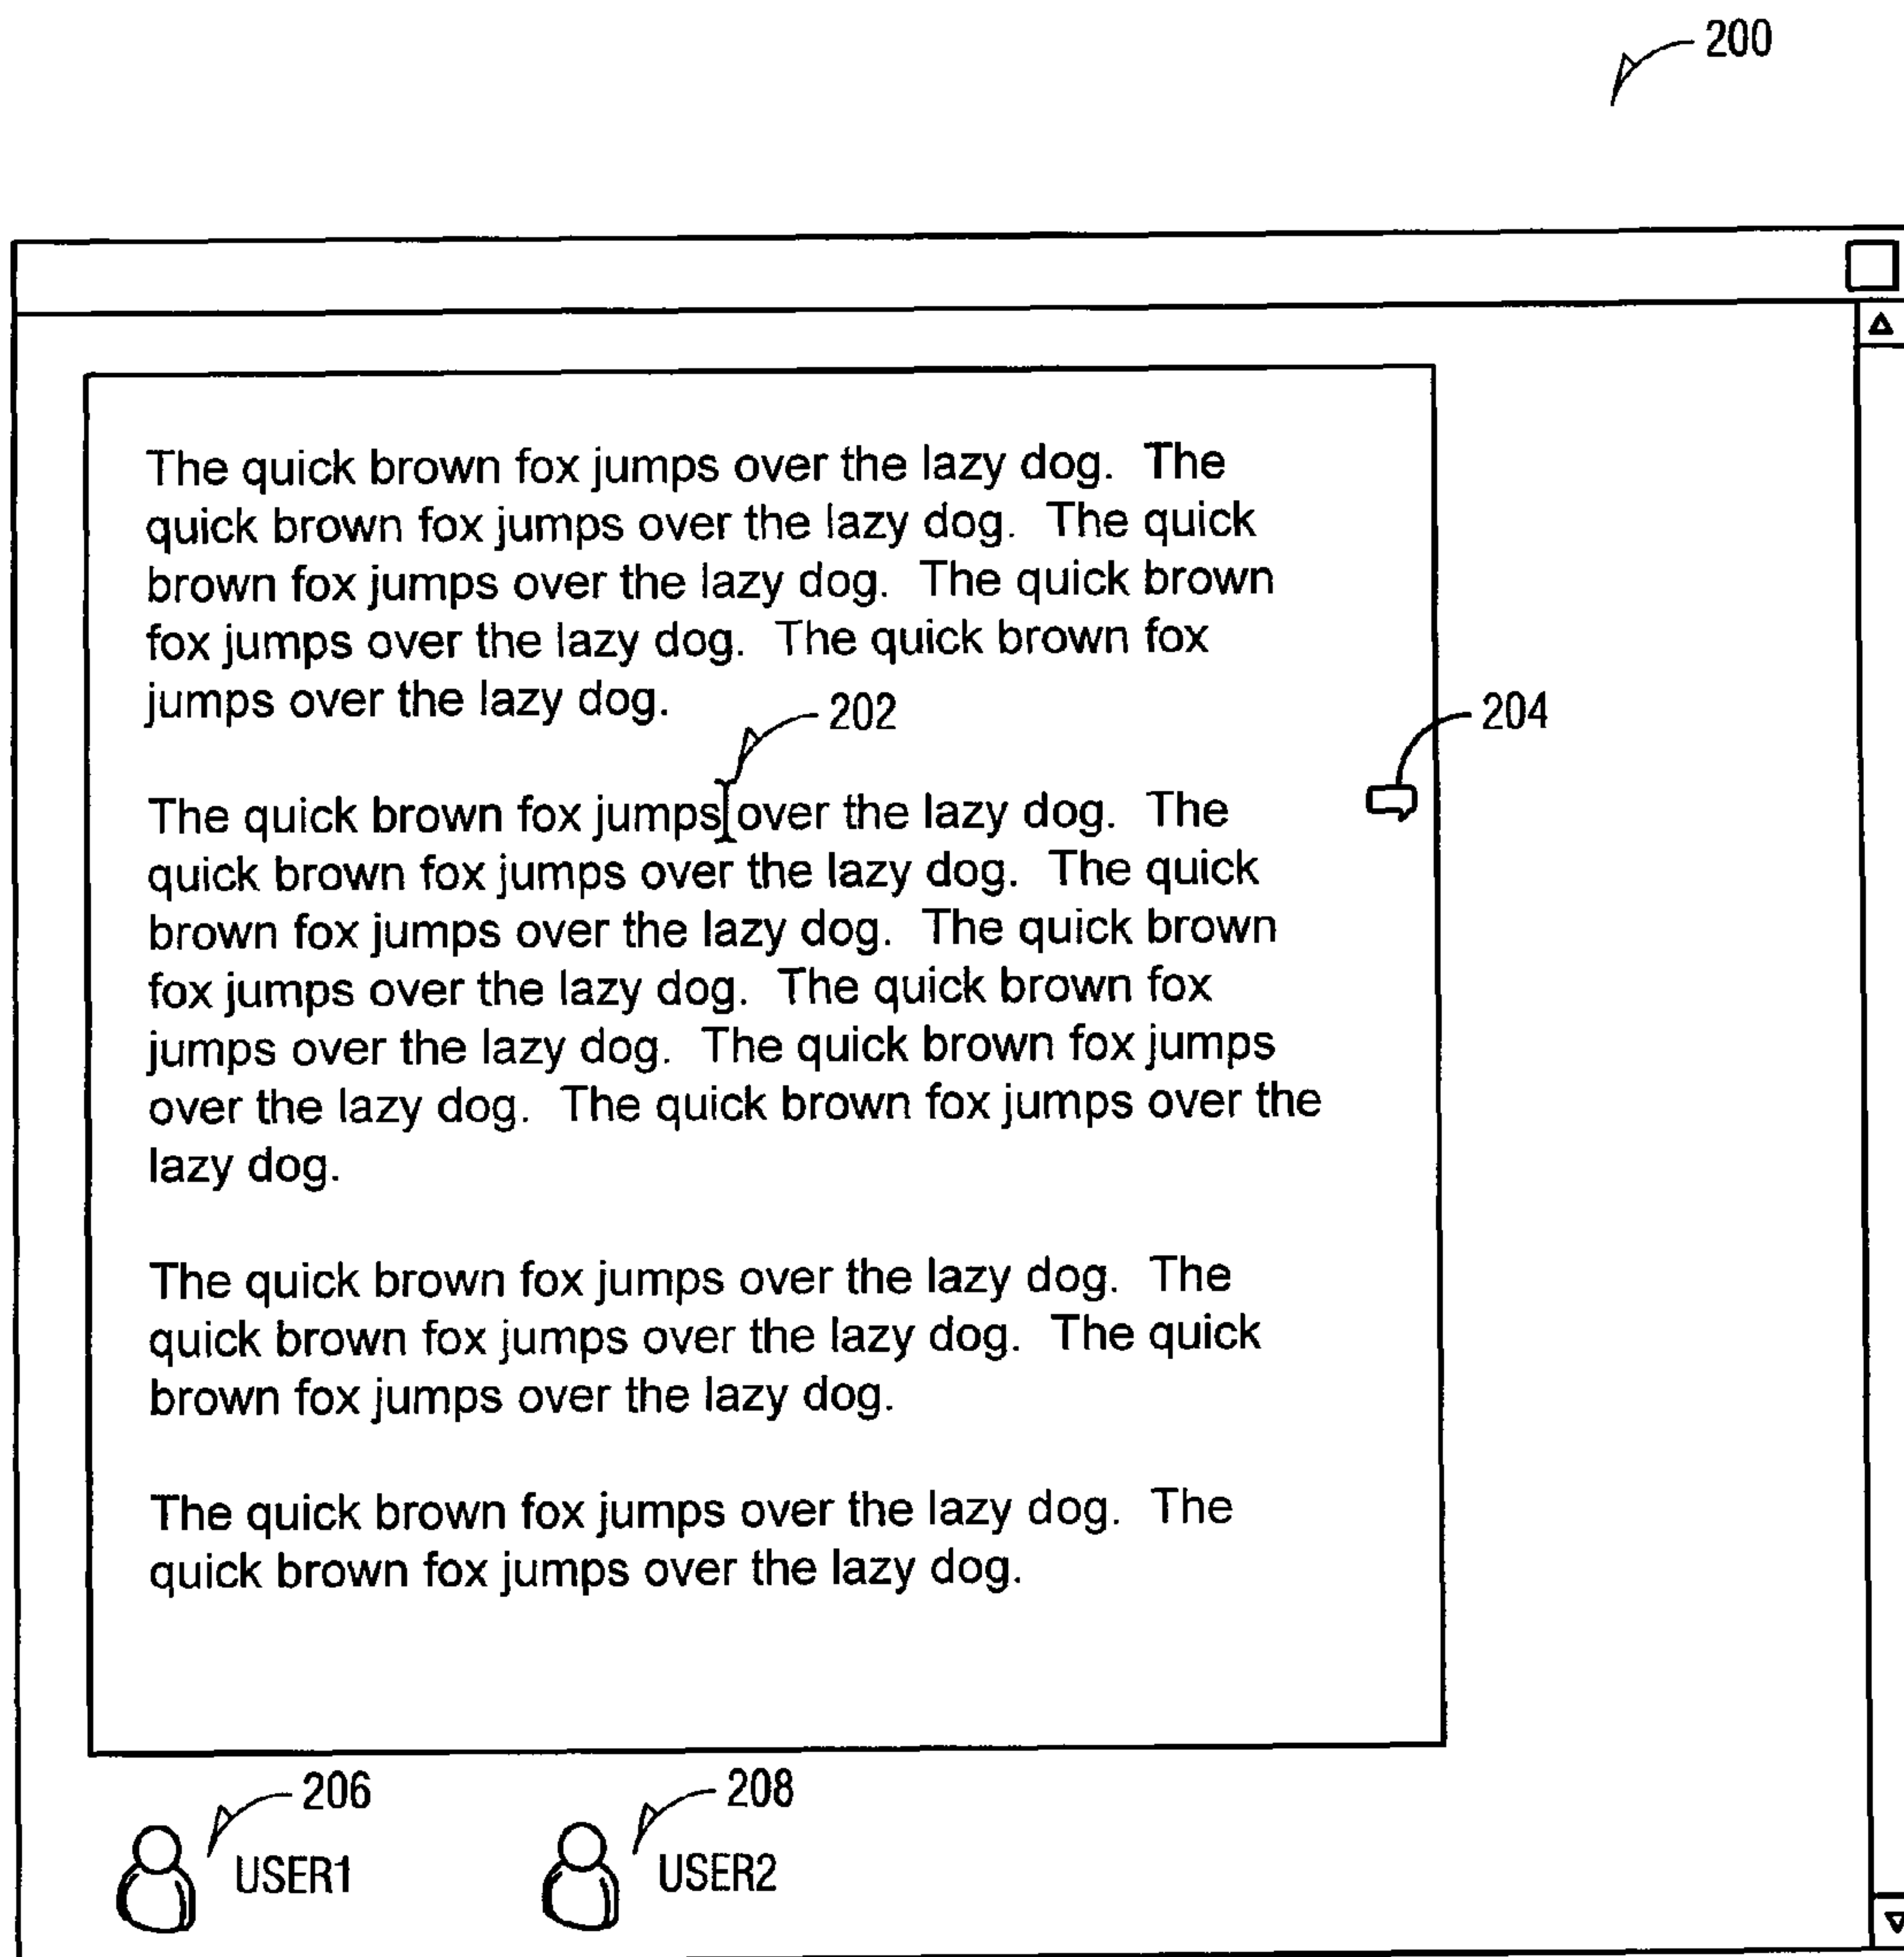 200
The quick brown fox jumps over the lazy dog.  The
quick brown fox jumps over the lazy dog.  The quick
brown fox jumps over the lazy dog.  The quick brown
fox jumps over the lazy dog.  The quick brown fox
jumps over the lazy dog.
202
204
The quick brown fox jumps over the lazy dog.  The
quick brown fox jumps over the lazy dog.  The quick
brown fox jumps over the lazy dog.  The quick brown
fox jumps over the lazy dog.  The quick brown fox
jumps over the lazy dog.  The quick brown fox jumps
over the lazy dog.  The quick brown fox jumps over the
lazy dog.
The quick brown fox jumps over the lazy dog.  The
quick brown fox jumps over the lazy dog.  The quick
brown fox jumps over the lazy dog.
The quick brown fox jumps over the lazy dog.  The
quick brown fox jumps over the lazy dog.
206
208
USER1
USER2